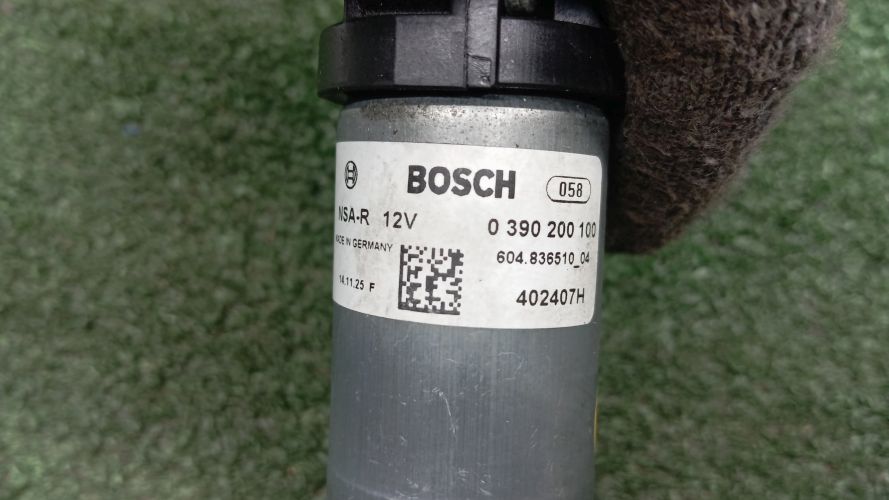 BOSCH 058
NSA-R 12V 0 390 200 100
MADE IN GERMANY 604.836510_04
14.11.25 F 402407H